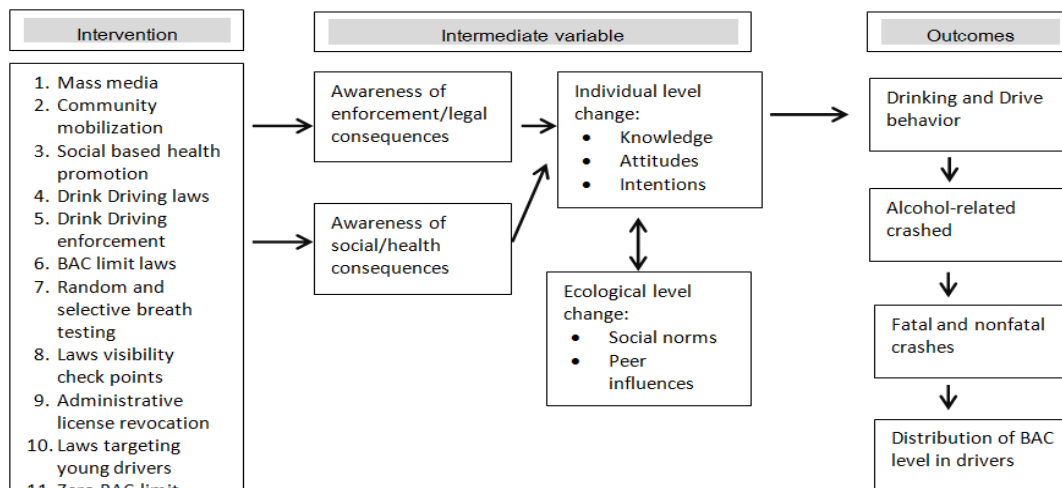 Intervention
Intermediate variable
Outcomes
1. Mass media
2. Community
mobilization
3. Social based health
promotion
4. Drink Driving laws
5. Drink Driving
enforcement
6. BAC limit laws
7. Random and
selective breath
testing
8. Laws visibility
check points
9. Administrative
license revocation
10. Laws targeting
young drivers
11. Zero BAC limit
Awareness of
enforcement/legal
consequences
Awareness of
social/health
consequences
Individual level
change:
• Knowledge
• Attitudes
• Intentions
Ecological level
change:
• Social norms
• Peer
influences
Drinking and Drive
behavior
Alcohol-related
crashed
Fatal and nonfatal
crashes
Distribution of BAC
level in drivers